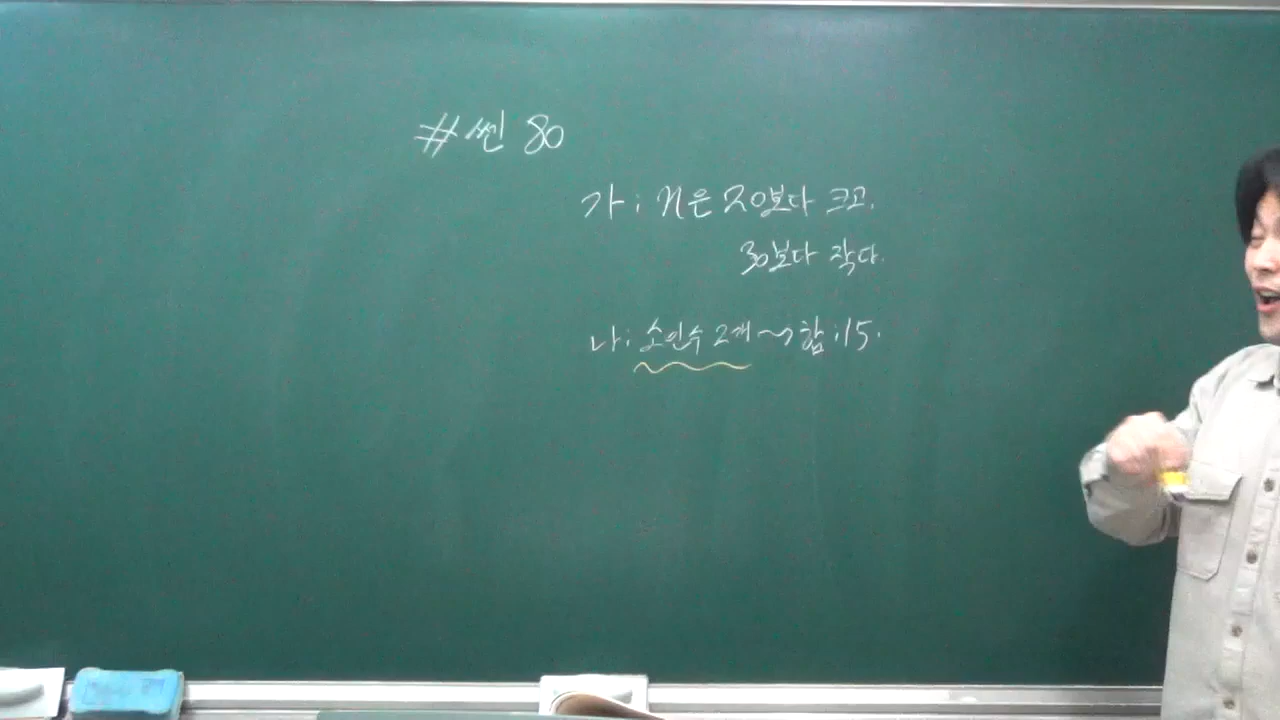 #쎈 80
가 : n은 20보다 크고,
30보다 작다.
나 : 소인수 2개 ~> 합 : 15.